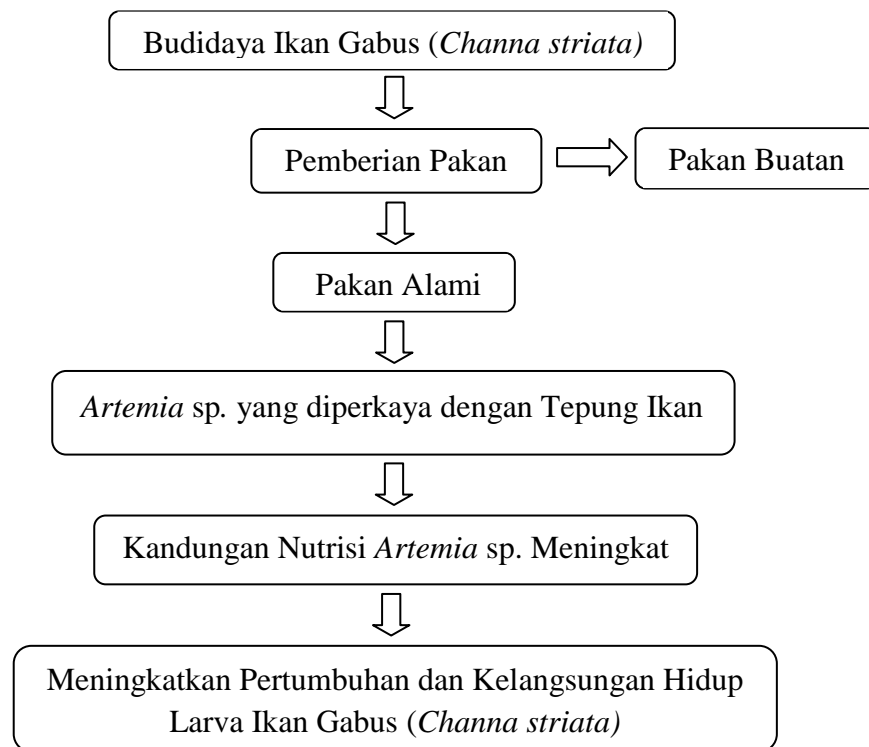 Budidaya Ikan Gabus (Channa striata)
Pemberian Pakan
Pakan Buatan
Pakan Alami
Artemia sp. yang diperkaya dengan Tepung Ikan
Kandungan Nutrisi Artemia sp. Meningkat
Meningkatkan Pertumbuhan dan Kelangsungan Hidup
Larva Ikan Gabus (Channa striata)